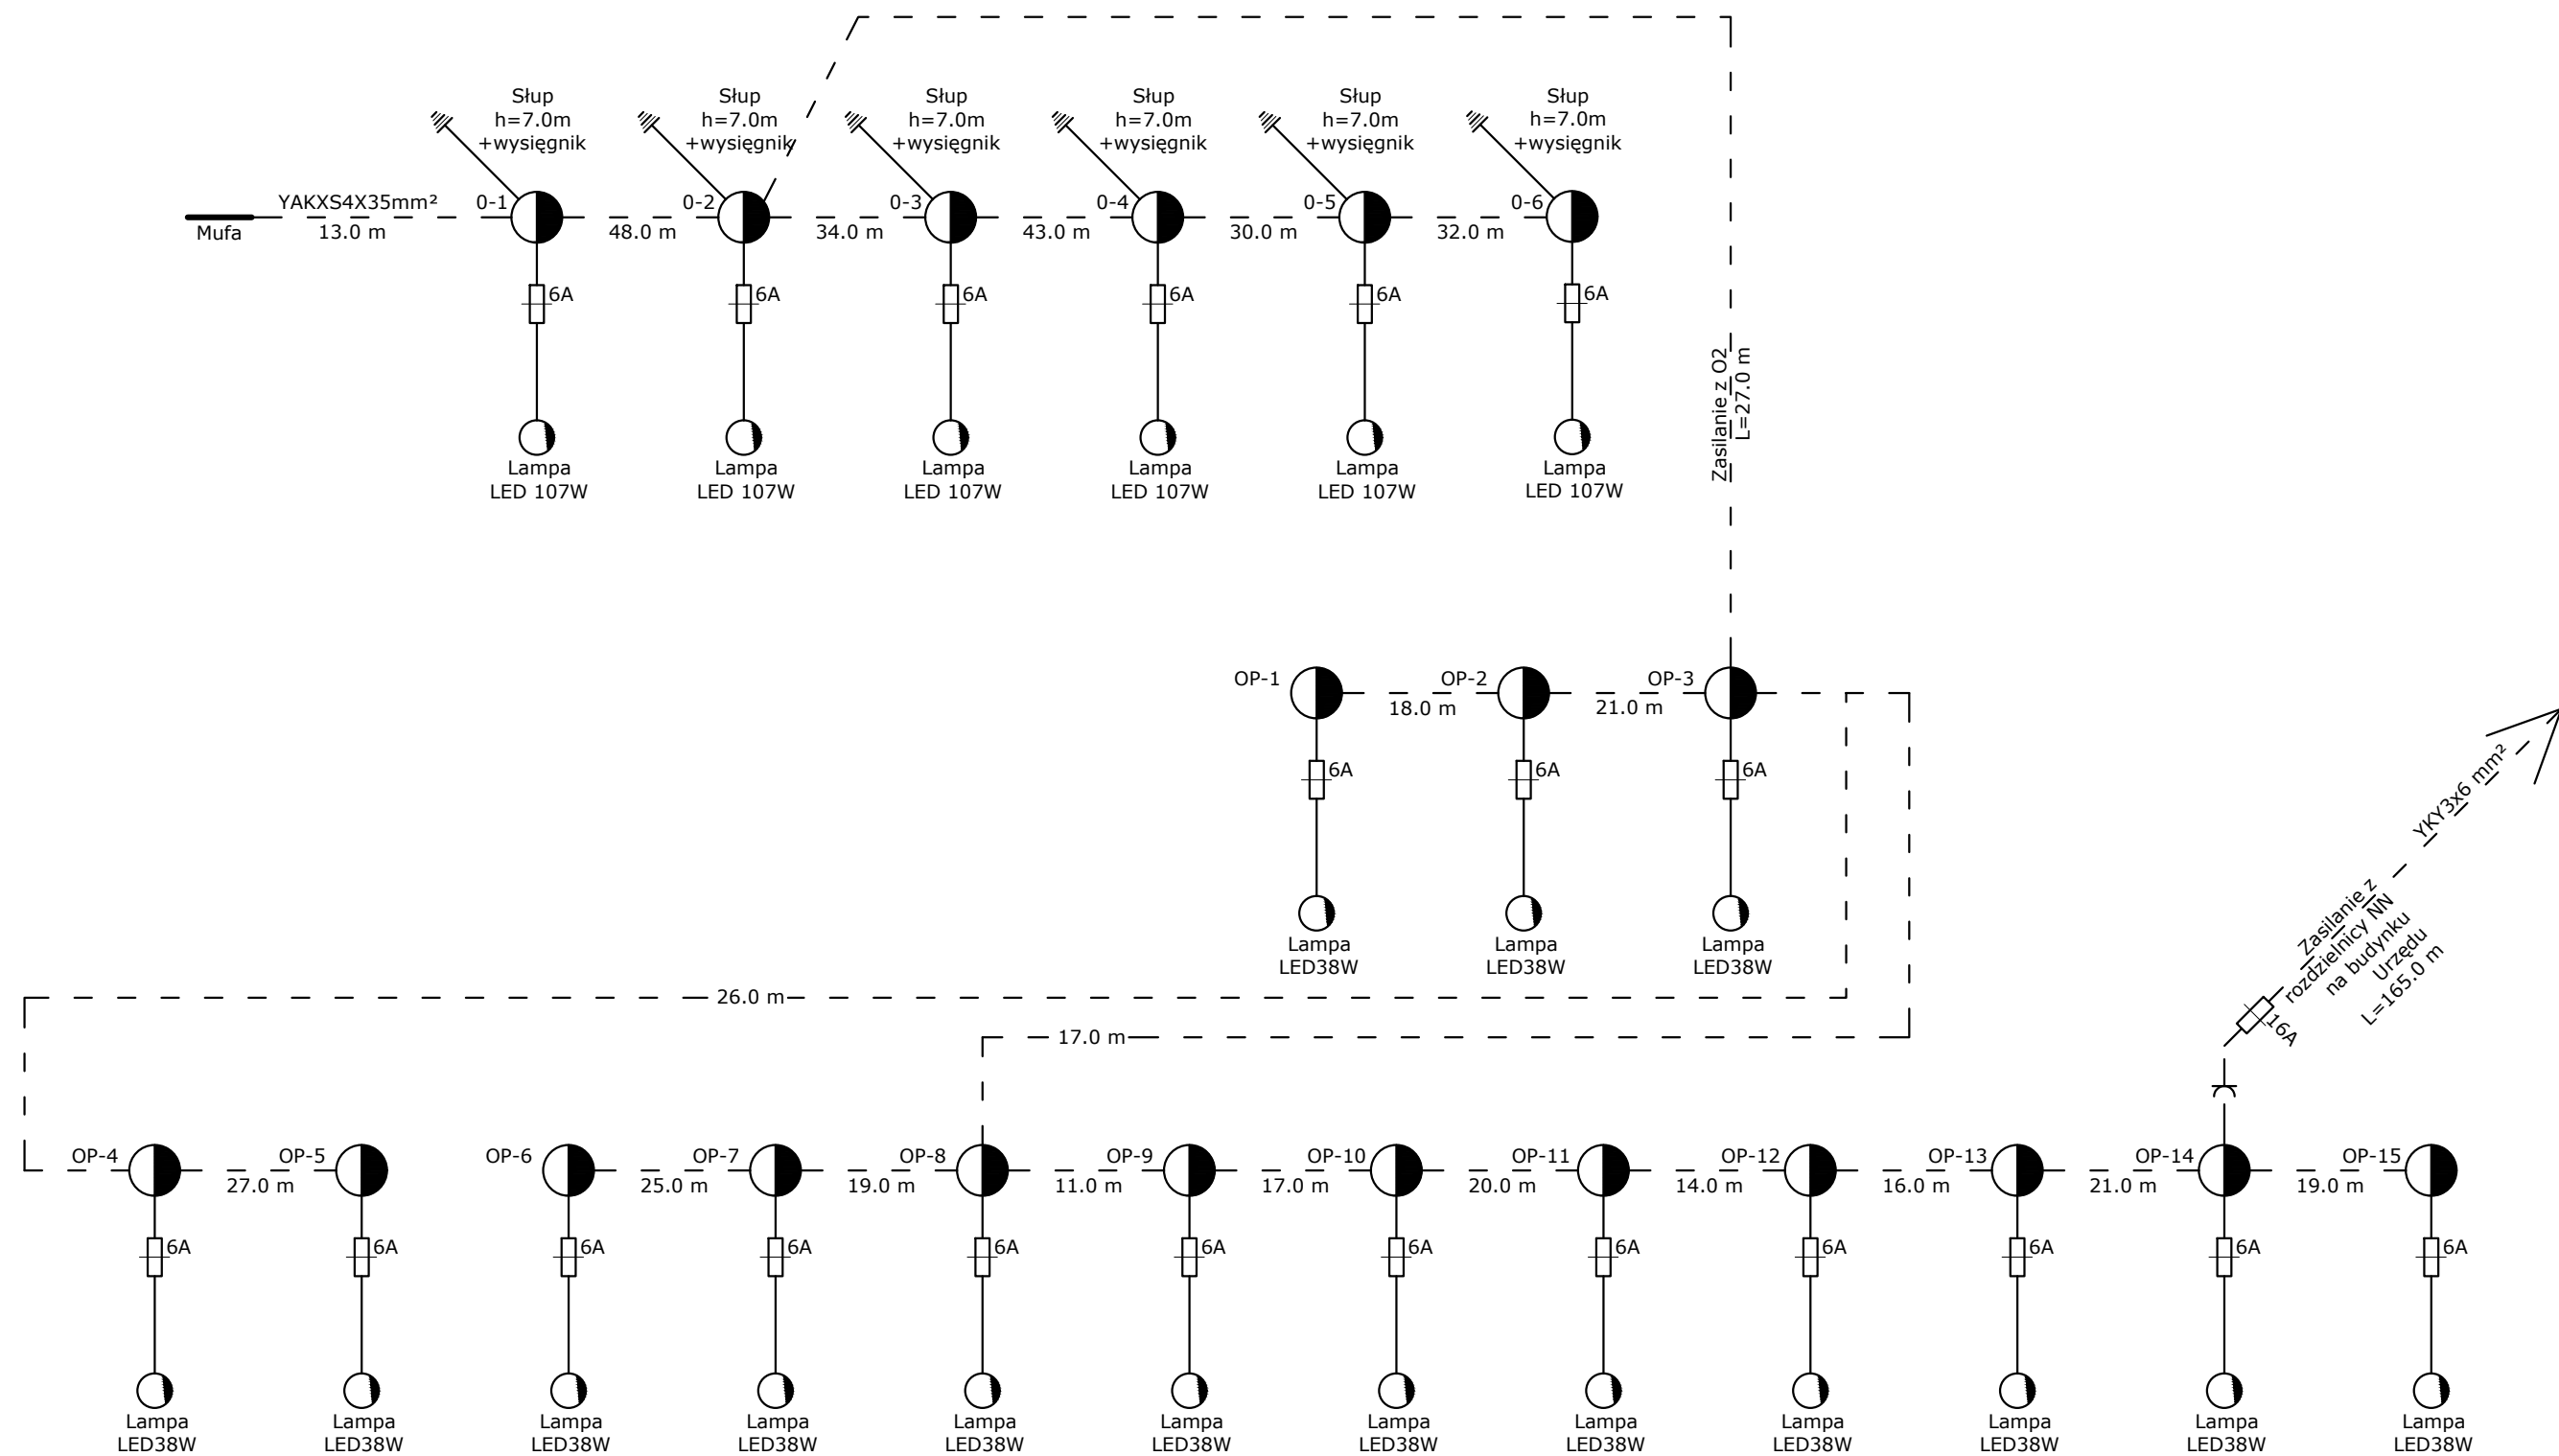 Słup
h=7.0m
+wysięgnik
Słup
h=7.0m
+wysięgnik
Słup
h=7.0m
+wysięgnik
Słup
h=7.0m
+wysięgnik
Słup
h=7.0m
+wysięgnik
Słup
h=7.0m
+wysięgnik
Mufa
YAKXS4X35mm²
13.0 m
0-1
48.0 m
0-2
34.0 m
0-3
43.0 m
0-4
30.0 m
0-5
32.0 m
0-6
6A
6A
6A
6A
6A
6A
Lampa
LED 107W
Lampa
LED 107W
Lampa
LED 107W
Lampa
LED 107W
Lampa
LED 107W
Lampa
LED 107W
Zasilanie z O2
L=27.0 m
OP-1
18.0 m
OP-2
21.0 m
OP-3
6A
6A
6A
Lampa
LED38W
Lampa
LED38W
Lampa
LED38W
YKY3x6 mm²
Zasilanie z
rozdzielnicy NN
na budynku
Urzędu
L=165.0 m
16A
26.0 m
17.0 m
OP-4
27.0 m
OP-5
OP-6
25.0 m
OP-7
19.0 m
OP-8
11.0 m
OP-9
17.0 m
OP-10
20.0 m
OP-11
14.0 m
OP-12
16.0 m
OP-13
21.0 m
OP-14
19.0 m
OP-15
6A
6A
6A
6A
6A
6A
6A
6A
6A
6A
6A
6A
Lampa
LED38W
Lampa
LED38W
Lampa
LED38W
Lampa
LED38W
Lampa
LED38W
Lampa
LED38W
Lampa
LED38W
Lampa
LED38W
Lampa
LED38W
Lampa
LED38W
Lampa
LED38W
Lampa
LED38W